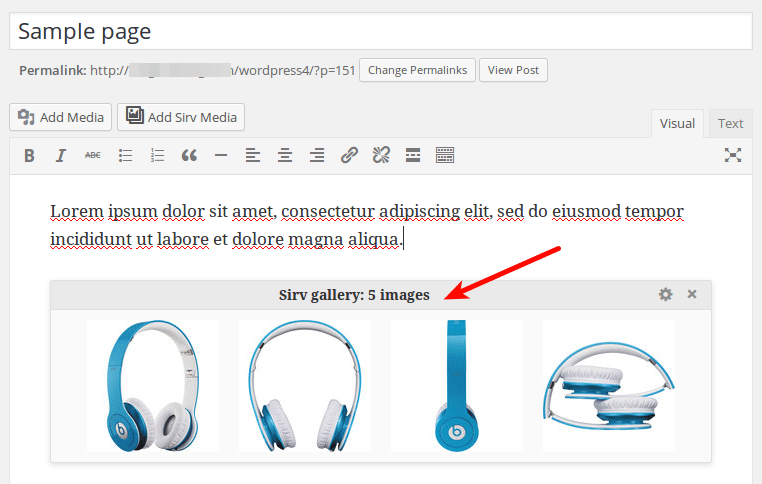 Sample page
Permalink: http:// /wordpress4/?p=151 Change Permalinks View Post
Add Media Add Sirv Media Visual Text
B I ABC
Lorem ipsum dolor sit amet, consectetur adipiscing elit, sed do eiusmod tempor
incididunt ut labore et dolore magna aliqua.
Sirv gallery: 5 images
b b